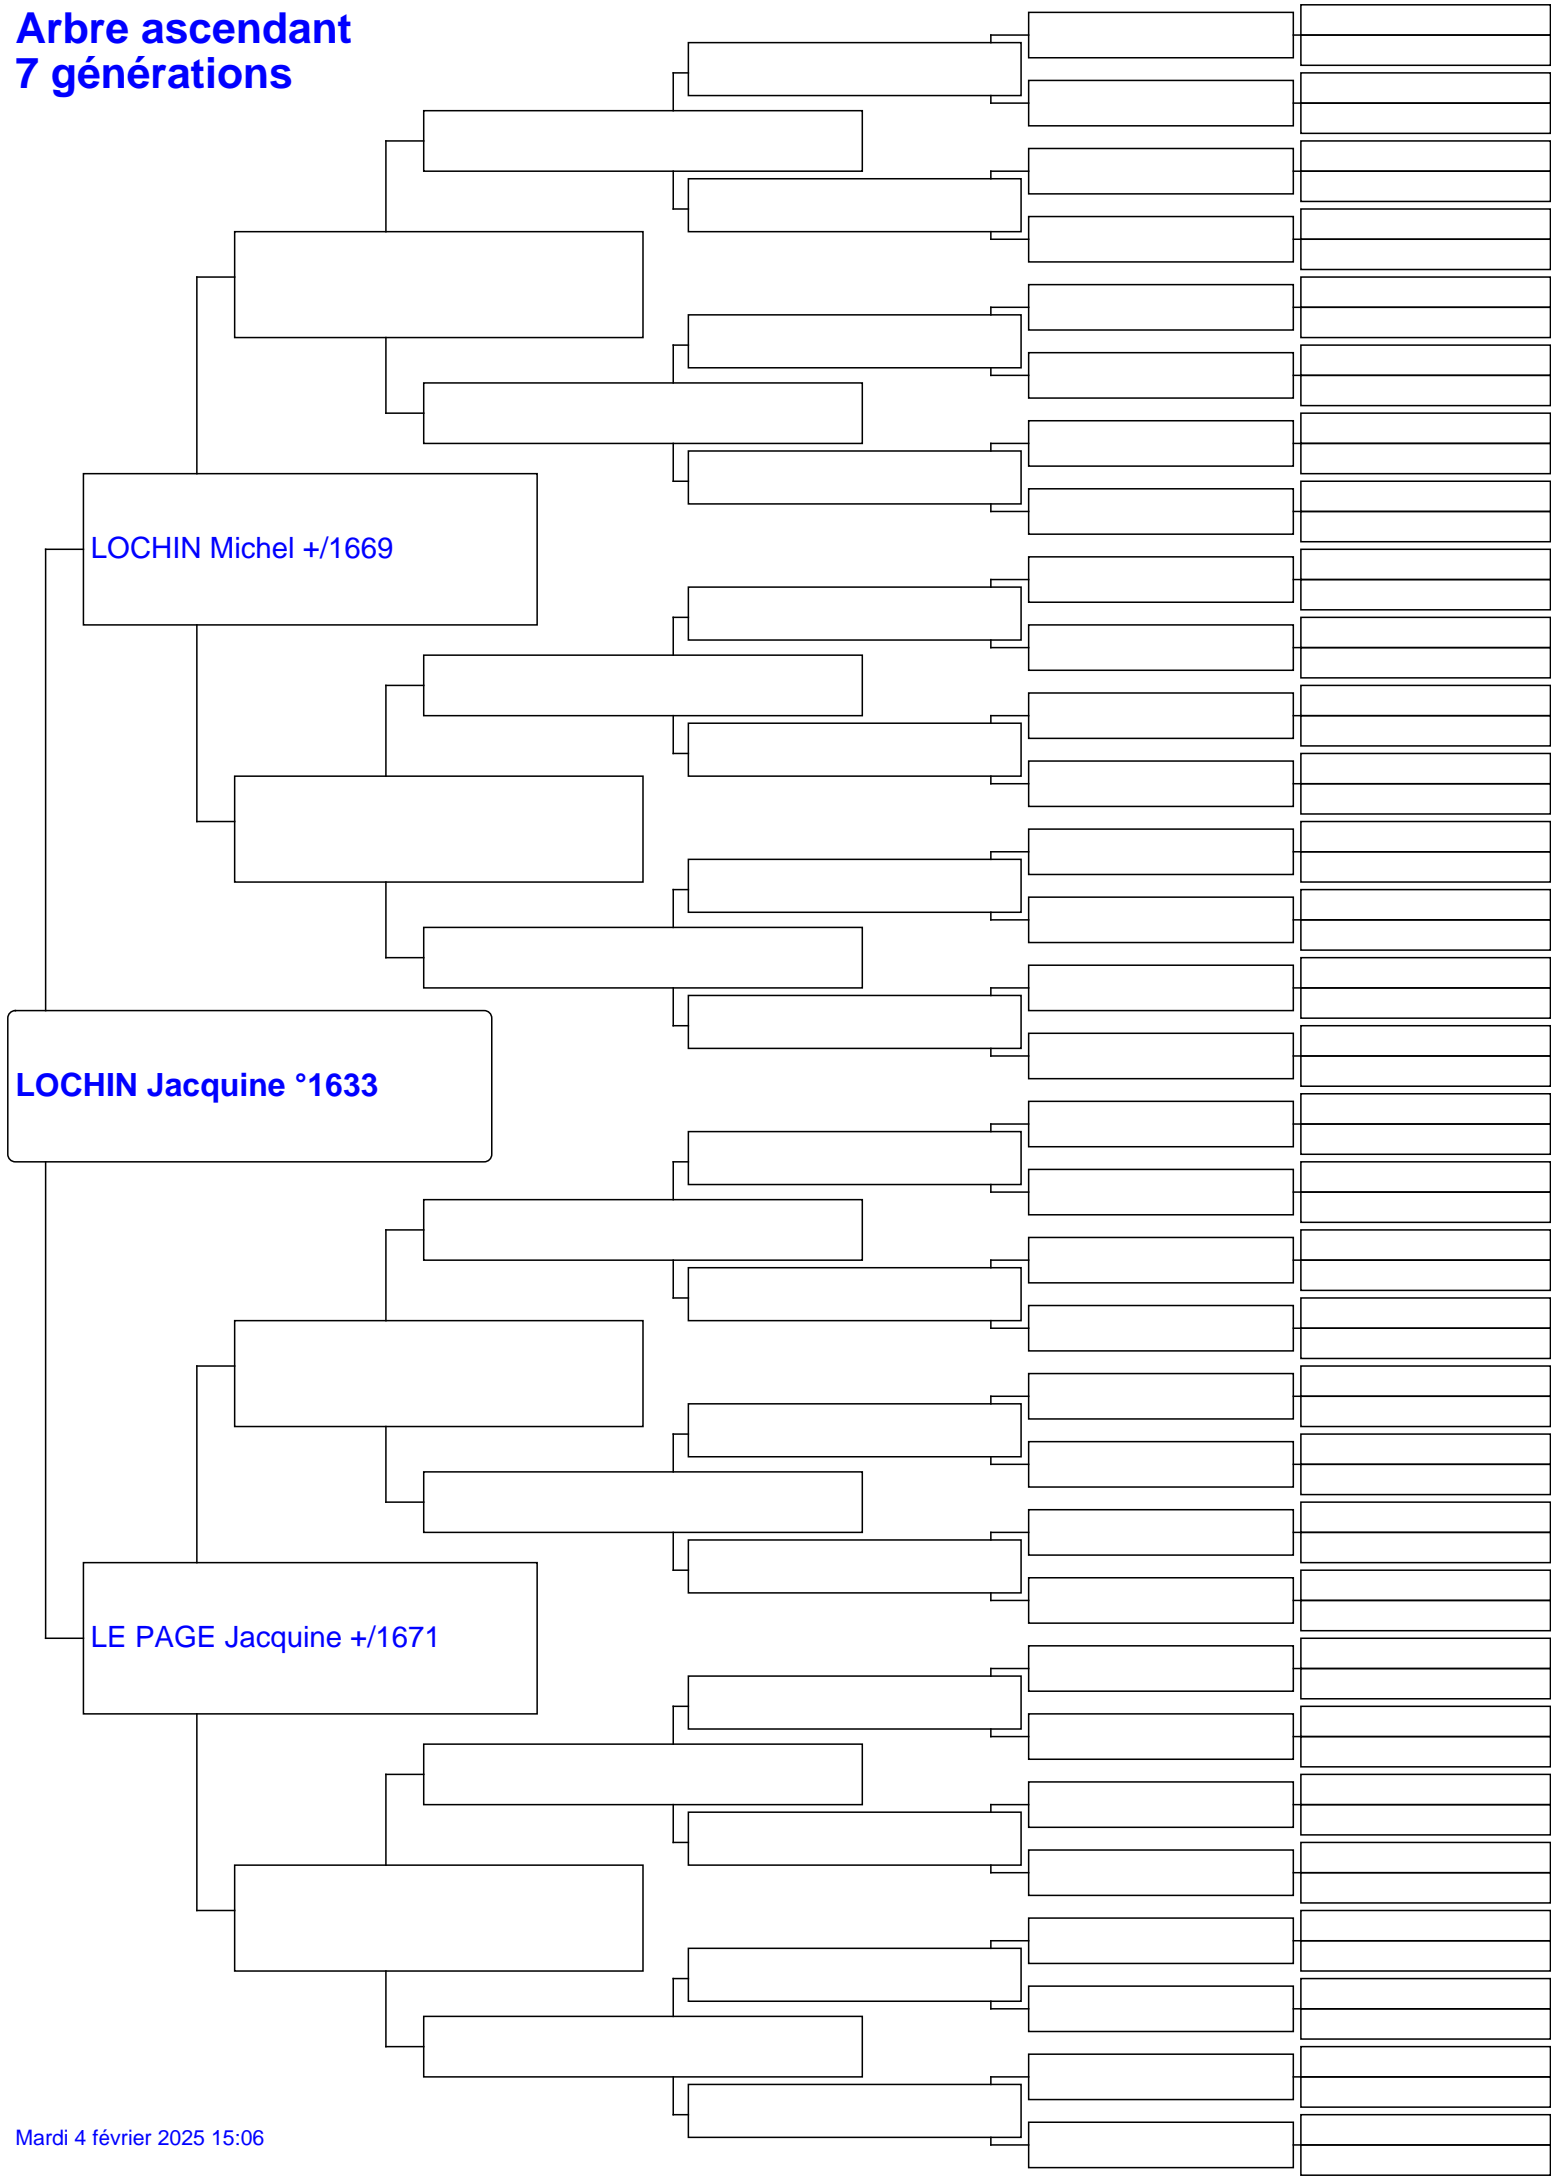 Arbre ascendant
7 générations
LOCHIN Michel +/1669
LOCHIN Jacquine °1633
LE PAGE Jacquine +/1671
Mardi 4 février 2025 15:06